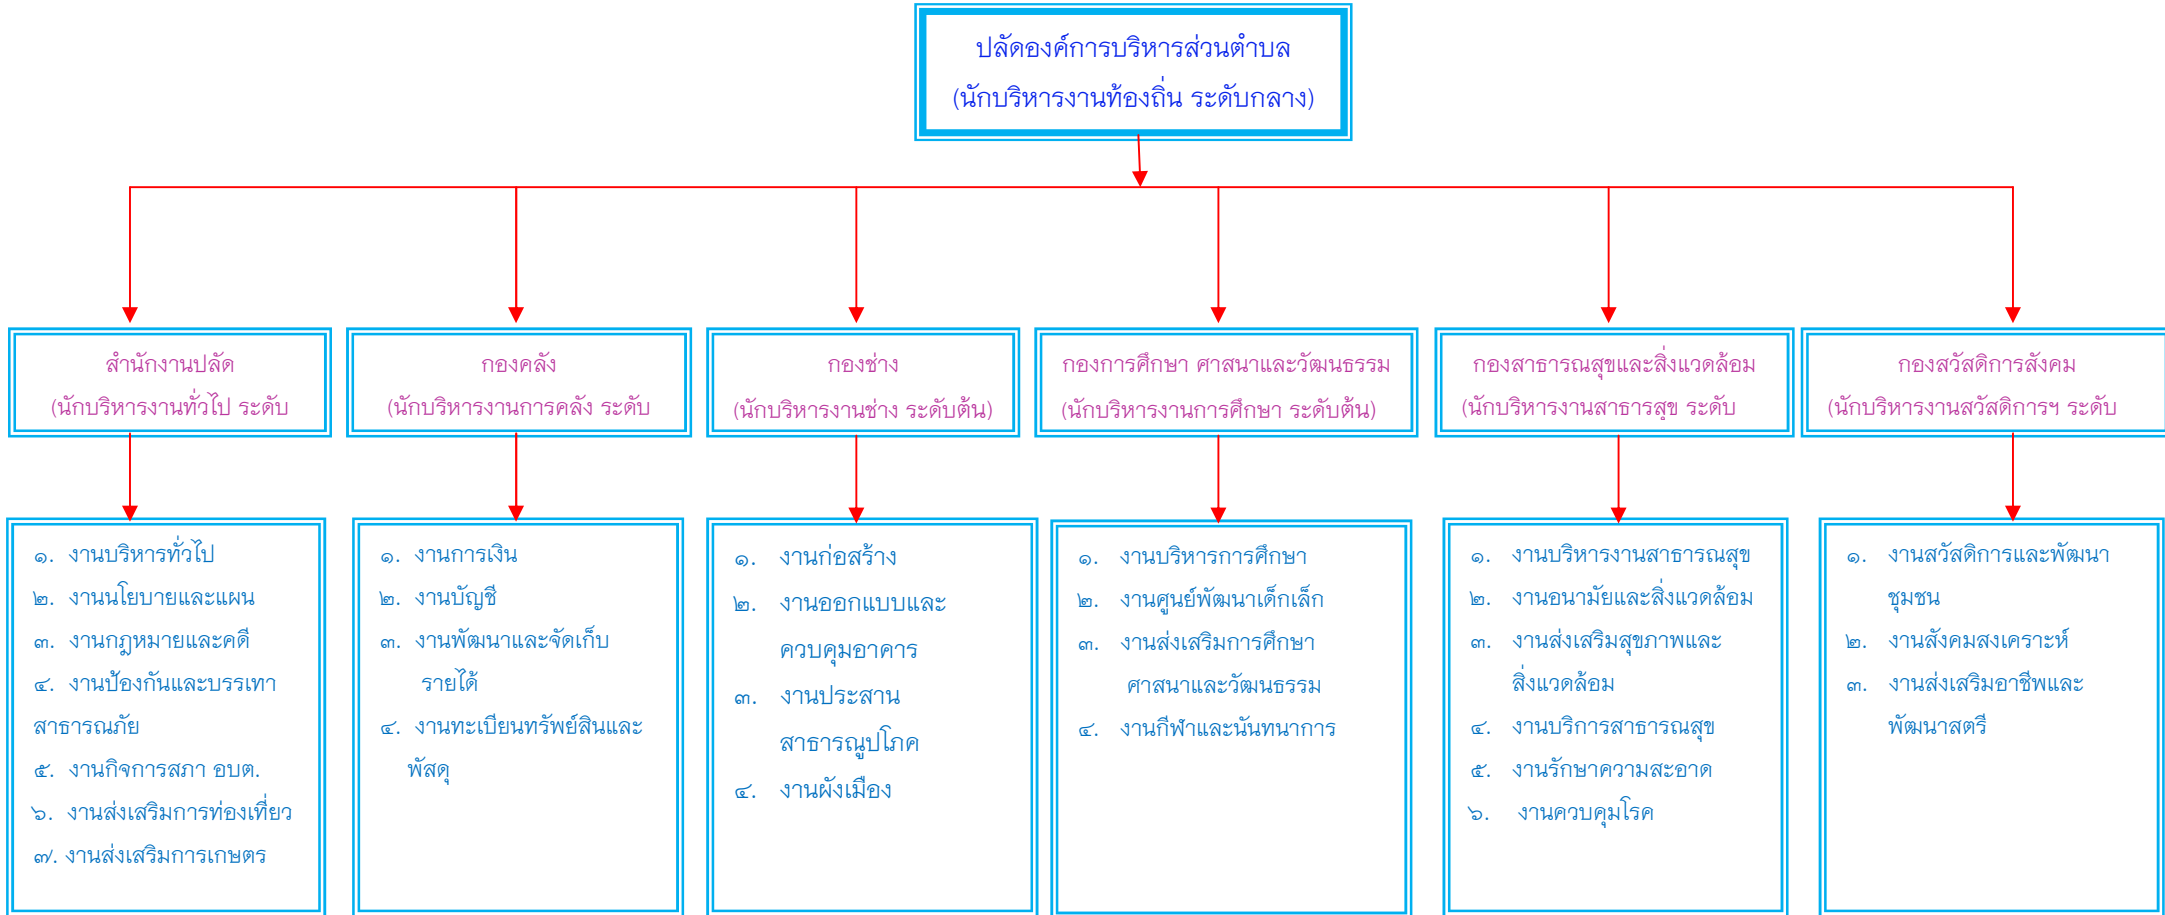 ปลัดองค์การบริหารส่วนตำบล
(นักบริหารงานท้องถิ่น ระดับกลาง)
สำนักงานปลัด
(นักบริหารงานทั่วไป ระดับ
กองคลัง
(นักบริหารงานการคลัง ระดับ
กองช่าง
(นักบริหารงานช่าง ระดับต้น)
กองการศึกษา ศาสนาและวัฒนธรรม
(นักบริหารงานการศึกษา ระดับต้น)
กองสาธารณสุขและสิ่งแวดล้อม
(นักบริหารงานสาธารสุข ระดับ
กองสวัสดิการสังคม
(นักบริหารงานสวัสดิการฯ ระดับ
๑. งานบริหารทั่วไป
๒. งานนโยบายและแผน
๓. งานกฎหมายและคดี
๔. งานป้องกันและบรรเทา
สาธารณภัย
๕. งานกิจการสภา อบต.
๖. งานส่งเสริมการท่องเที่ยว
๗. งานส่งเสริมการเกษตร
๑. งานการเงิน
๒. งานบัญชี
๓. งานพัฒนาและจัดเก็บ
รายได้
๔. งานทะเบียนทรัพย์สินและ
พัสดุ
๑. งานก่อสร้าง
๒. งานออกแบบและ
ควบคุมอาคาร
๓. งานประสาน
สาธารณูปโภค
๔. งานผังเมือง
๑. งานบริหารการศึกษา
๒. งานศูนย์พัฒนาเด็กเล็ก
๓. งานส่งเสริมการศึกษา
ศาสนาและวัฒนธรรม
๔. งานกีฬาและนันทนาการ
๑. งานบริหารงานสาธารณสุข
๒. งานอนามัยและสิ่งแวดล้อม
๓. งานส่งเสริมสุขภาพและ
สิ่งแวดล้อม
๔. งานบริการสาธารณสุข
๕. งานรักษาความสะอาด
๖. งานควบคุมโรค
๑. งานสวัสดิการและพัฒนา
ชุมชน
๒. งานสังคมสงเคราะห์
๓. งานส่งเสริมอาชีพและ
พัฒนาสตรี